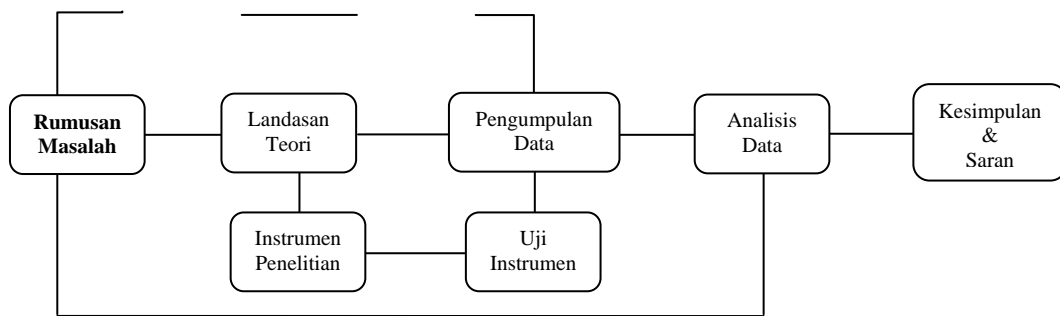 Rumusan
Masalah
Landasan
Teori
Pengumpulan
Data
Analisis
Data
Kesimpulan
&
Saran
Instrumen
Penelitian
Uji
Instrumen